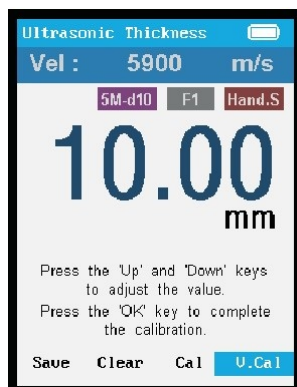 Ultrasonic Thickness
Vel : 5900 m/s
5M-d10 F1 Hand.S
10.00
mm
Press the 'Up' and 'Down' keys
to adjust the value.
Press the 'OK' key to complete
the calibration.
Save Clear Cal V.Cal